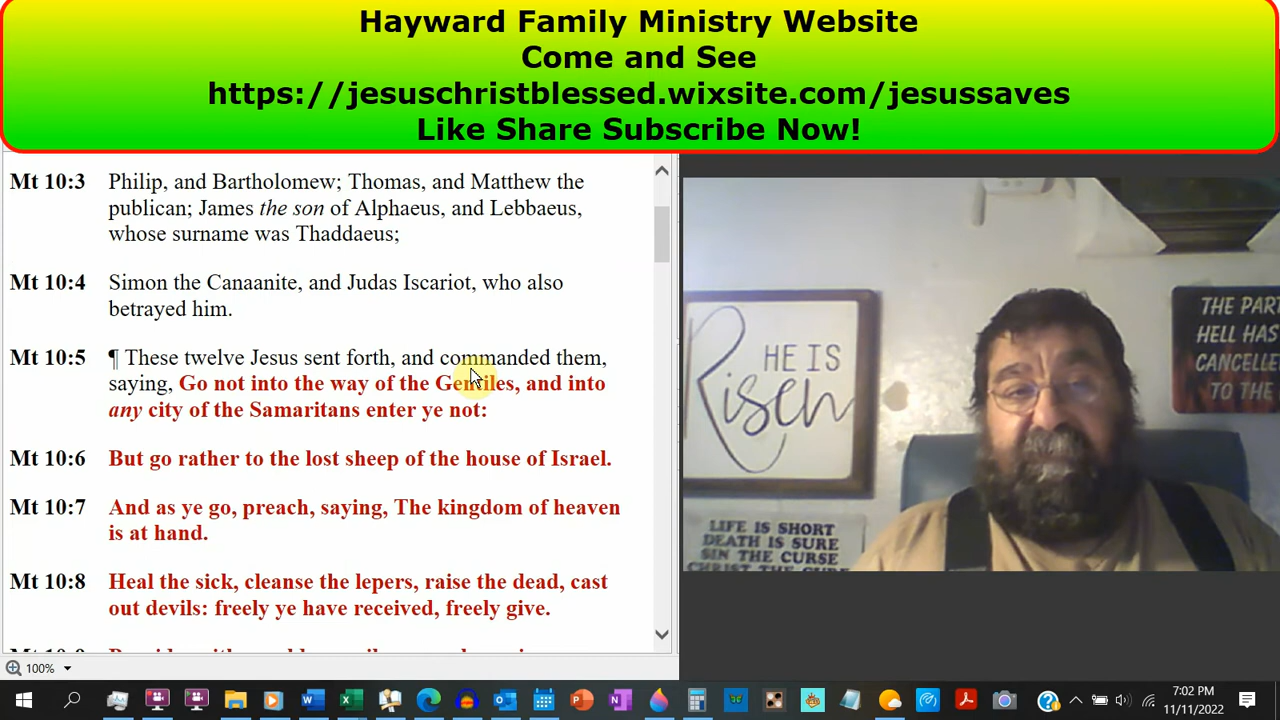 Hayward Family Ministry Website
Come and See
https://jesuschristblessed.wixsite.com/jesussaves
Like Share Subscribe Now!
Mt 10:3 Philip, and Bartholomew; Thomas, and Matthew the
publican; James the son of Alphaeus, and Lebbaeus,
whose surname was Thaddaeus;
Mt 10:4 Simon the Canaanite, and Judas Iscariot, who also
betrayed him.
Mt 10:5 ¶ These twelve Jesus sent forth, and commanded them,
saying, Go not into the way of the Gentiles, and into
any city of the Samaritans enter ye not:
Mt 10:6 But go rather to the lost sheep of the house of Israel.
Mt 10:7 And as ye go, preach, saying, The kingdom of heaven
is at hand.
Mt 10:8 Heal the sick, cleanse the lepers, raise the dead, cast
out devils: freely ye have received, freely give.
100%
HE IS
Risen
THE PART
HELL HAS
CANCELLE
TO THE
LIFE IS SHORT
DEATH IS SURE
SIN THE CURSE
CHRIST THE CURE
7:02 PM
11/11/2022